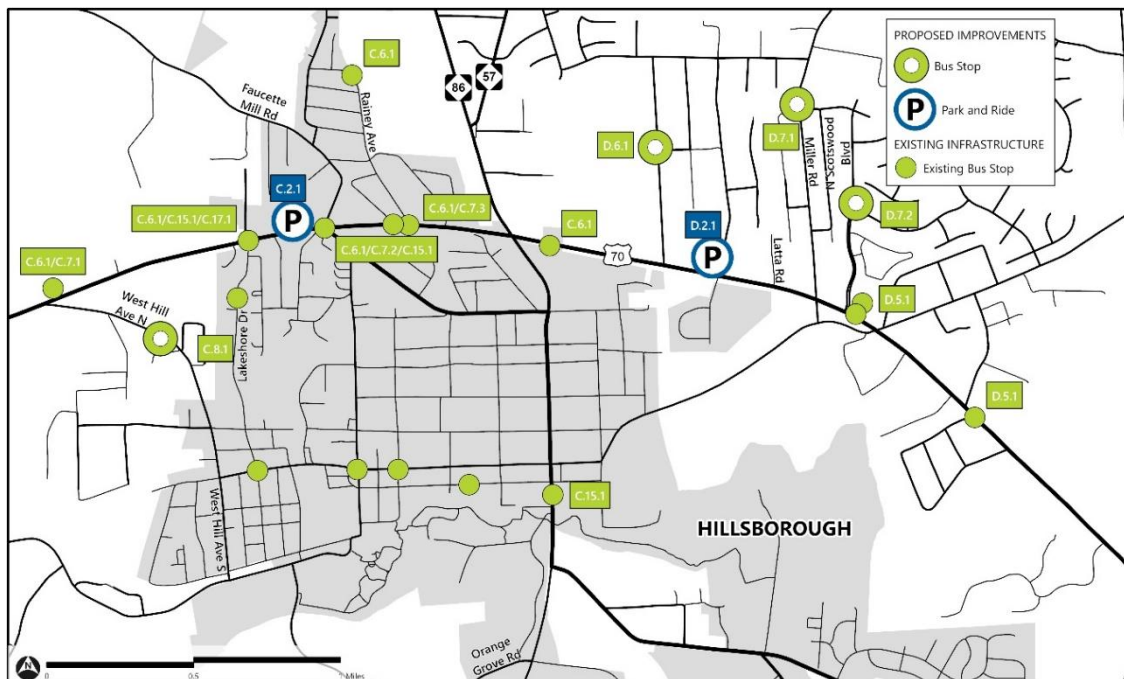 PROPOSED IMPROVEMENTS
Bus Stop
P
Park and Ride
EXISTING INFRASTRUCTURE
Existing Bus Stop
C.6.1
86
57
Faucette
Mill Rd
Rainey Ave
D.6.1
D.7.1
Miller Rd
N Scotswood
Blvd
D.7.2
C.2.1
P
C.6.1/C.15.1/C.17.1
C.6.1/C.7.3
C.6.1/C.7.2/C.15.1
C.6.1
70
D.2.1
P
Latta Rd
C.6.1/C.7.1
West Hill
Ave N
C.8.1
Lakeshore Dr
D.5.1
D.5.1
C.15.1
West Hill Ave S
HILLSBOROUGH
Orange
Grove Rd
N
0
0.5
1 Miles